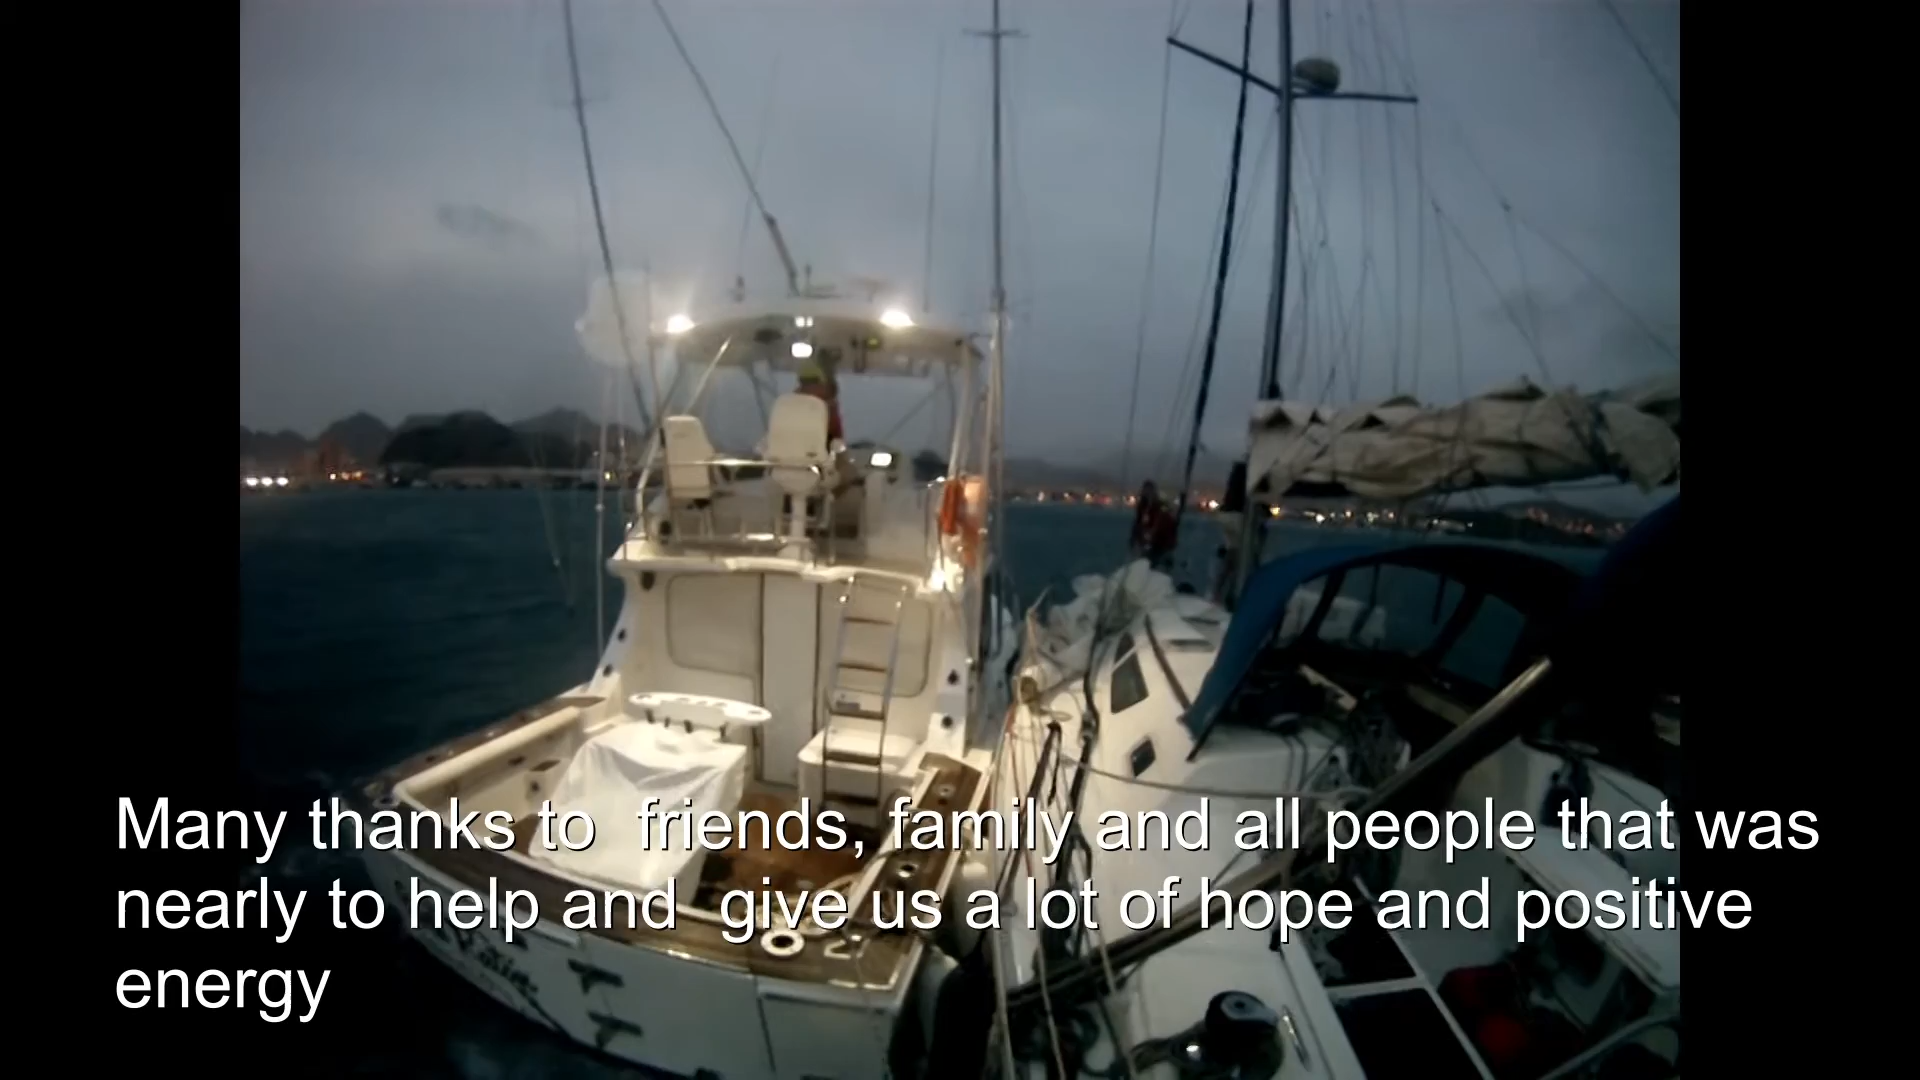 Many thanks to  friends, family and all people that was
nearly to help and  give us a lot of hope and positive
energy